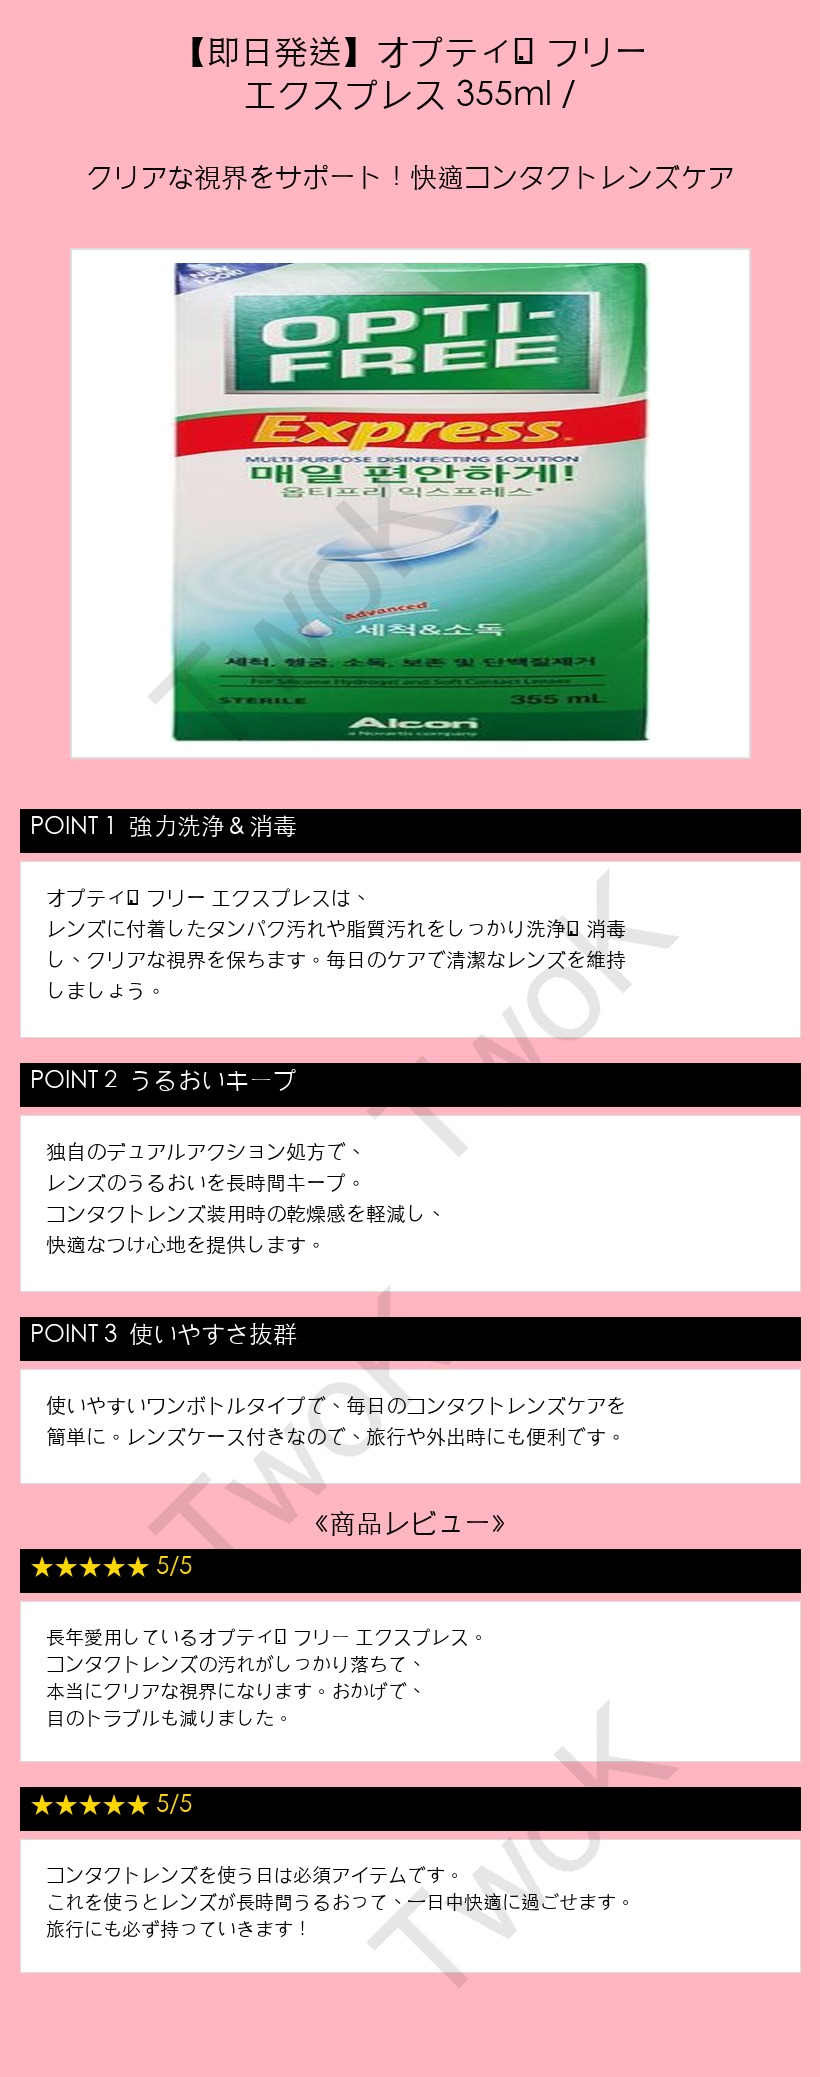 【即日発送】オプティ フリー
エクスプレス 355ml /
クリアな視界をサポート！快適コンタクトレンズケア
NEW LOOK!
OPTI-
FREE
Express
MULTI-PURPOSE DISINFECTING SOLUTION
매일 편안하게!
옵티프리 익스프레스
Advanced
세척&소독
세척, 헹굼, 소독, 보존 및 단백질제거
For Silicone Hydrogel and Soft Contact Lenses
STERILE 355 mL
Alcon
a Novartis company
TwoK
POINT 1 強力洗浄 & 消毒
オプティ フリー エクスプレスは、
レンズに付着したタンパク汚れや脂質汚れをしっかり洗浄 消毒
し、クリアな視界を保ちます。毎日のケアで清潔なレンズを維持
しましょう。
TwoK
POINT 2 うるおいキープ
独自のデュアルアクション処方で、
レンズのうるおいを長時間キープ。
コンタクトレンズ装用時の乾燥感を軽減し、
快適なつけ心地を提供します。
POINT 3 使いやすさ抜群
使いやすいワンボトルタイプで、毎日のコンタクトレンズケアを
簡単に。レンズケース付きなので、旅行や外出時にも便利です。
TwoK
《商品レビュー》
★★★★★ 5/5
長年愛用しているオプティ フリー エクスプレス。
コンタクトレンズの汚れがしっかり落ちて、
本当にクリアな視界になります。おかげで、
目のトラブルも減りました。
★★★★★ 5/5
コンタクトレンズを使う日は必須アイテムです。
これを使うとレンズが長時間うるおって、一日中快適に過ごせます。
旅行にも必ず持っていきます！
TwoK